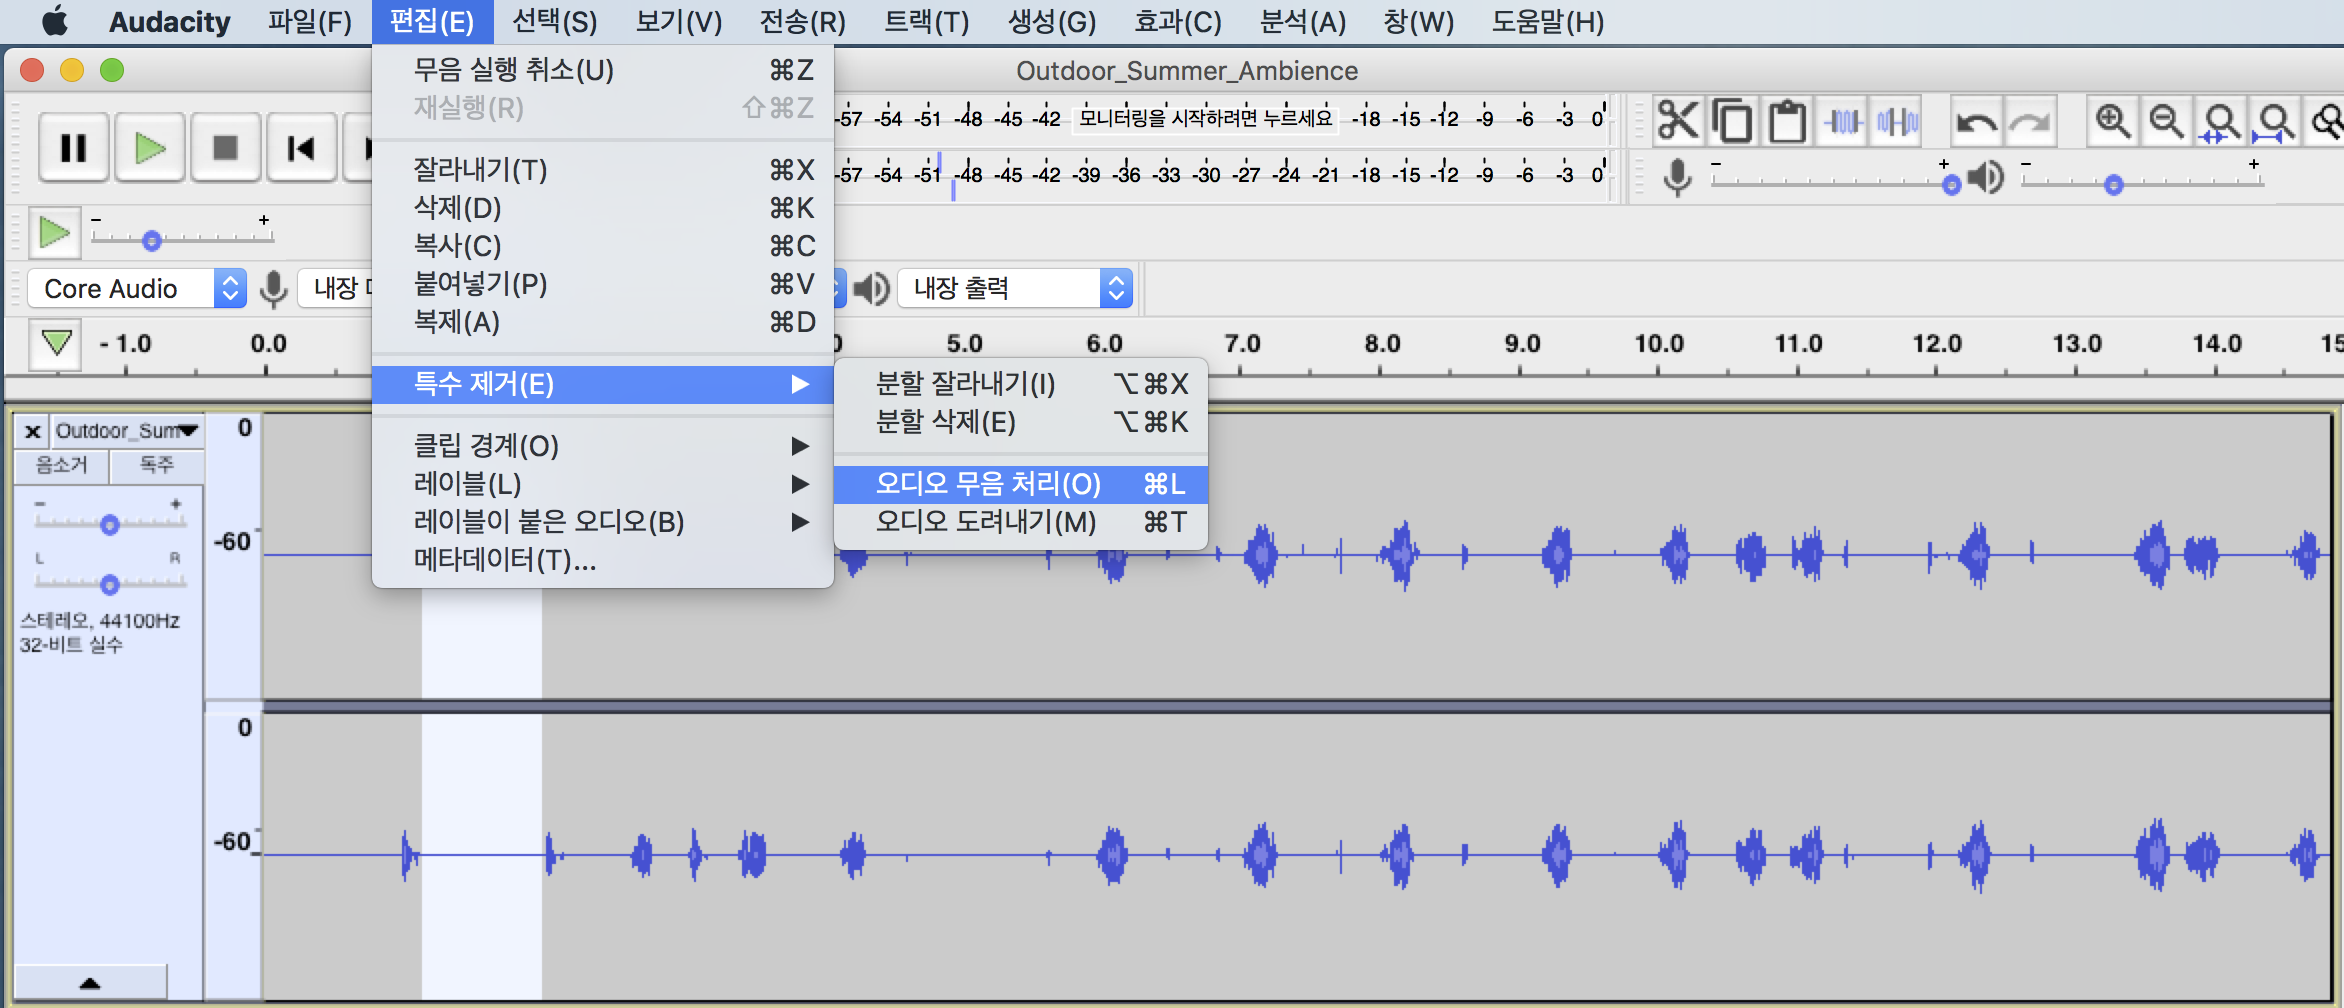 Audacity 파일(F) 편집(E) 선택(S) 보기(V) 전송(R) 트랙(T) 생성(G) 효과(C) 분석(A) 창(W) 도움말(H)
Outdoor_Summer_Ambience
무음 실행 취소(U) ⌘Z
재실행(R) ⇧⌘Z
잘라내기(T) ⌘X
삭제(D) ⌘K
복사(C) ⌘C
붙여넣기(P) ⌘V
복제(A) ⌘D
특수 제거(E)
클립 경계(O)
레이블(L)
레이블이 붙은 오디오(B)
메타데이터(T)...
분할 잘라내기(I) ⌥⌘X
분할 삭제(E) ⌥⌘K
오디오 무음 처리(O) ⌘L
오디오 도려내기(M) ⌘T
-57 -54 -51 -48 -45 -42 모니터링을 시작하려면 누르세요 -18 -15 -12 -9 -6 -3 0
-57 -54 -51 -48 -45 -42 -39 -36 -33 -30 -27 -24 -21 -18 -15 -12 -9 -6 -3 0
- + - +
- +
Core Audio 내장 내장 출력
-1.0 0.0 0 5.0 6.0 7.0 8.0 9.0 10.0 11.0 12.0 13.0 14.0 15
x Outdoor_Sum 0
음소거 독주
- +
-60
L R
스테레오, 44100Hz
32-비트 실수
0
-60